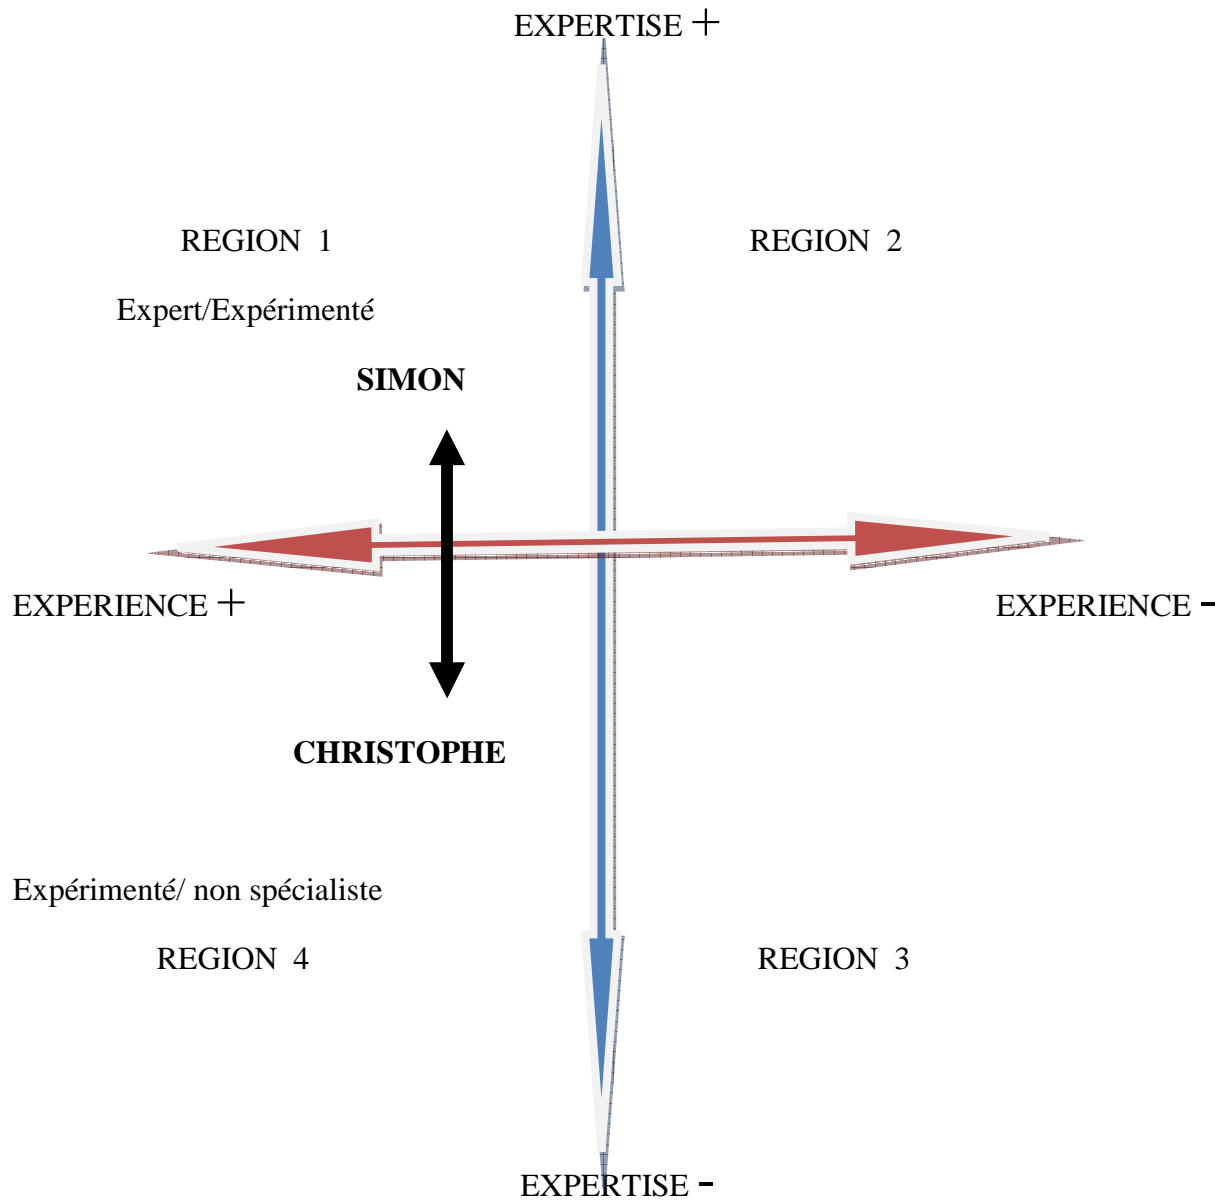 EXPERTISE +
REGION 1
REGION 2
Expert/Expérimenté
SIMON
EXPERIENCE +
EXPERIENCE -
CHRISTOPHE
Expérimenté/ non spécialiste
REGION 4
REGION 3
EXPERTISE -